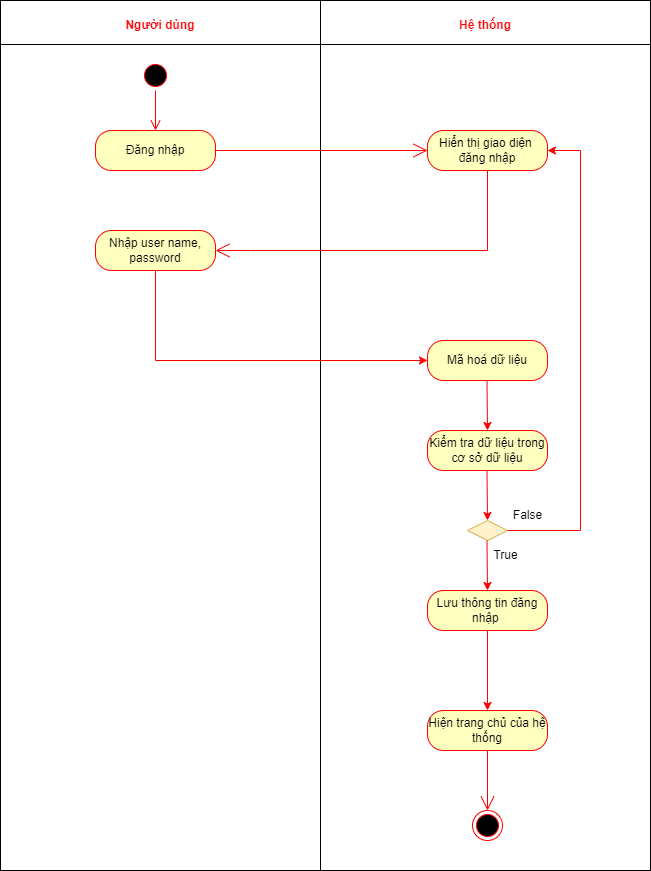 Người dùng
Hệ thống
Đăng nhập
Hiển thị giao diện
đăng nhập
Nhập user name,
password
Mã hoá dữ liệu
Kiểm tra dữ liệu trong
cơ sở dữ liệu
False
True
Lưu thông tin đăng
nhập
Hiện trang chủ của hệ
thống